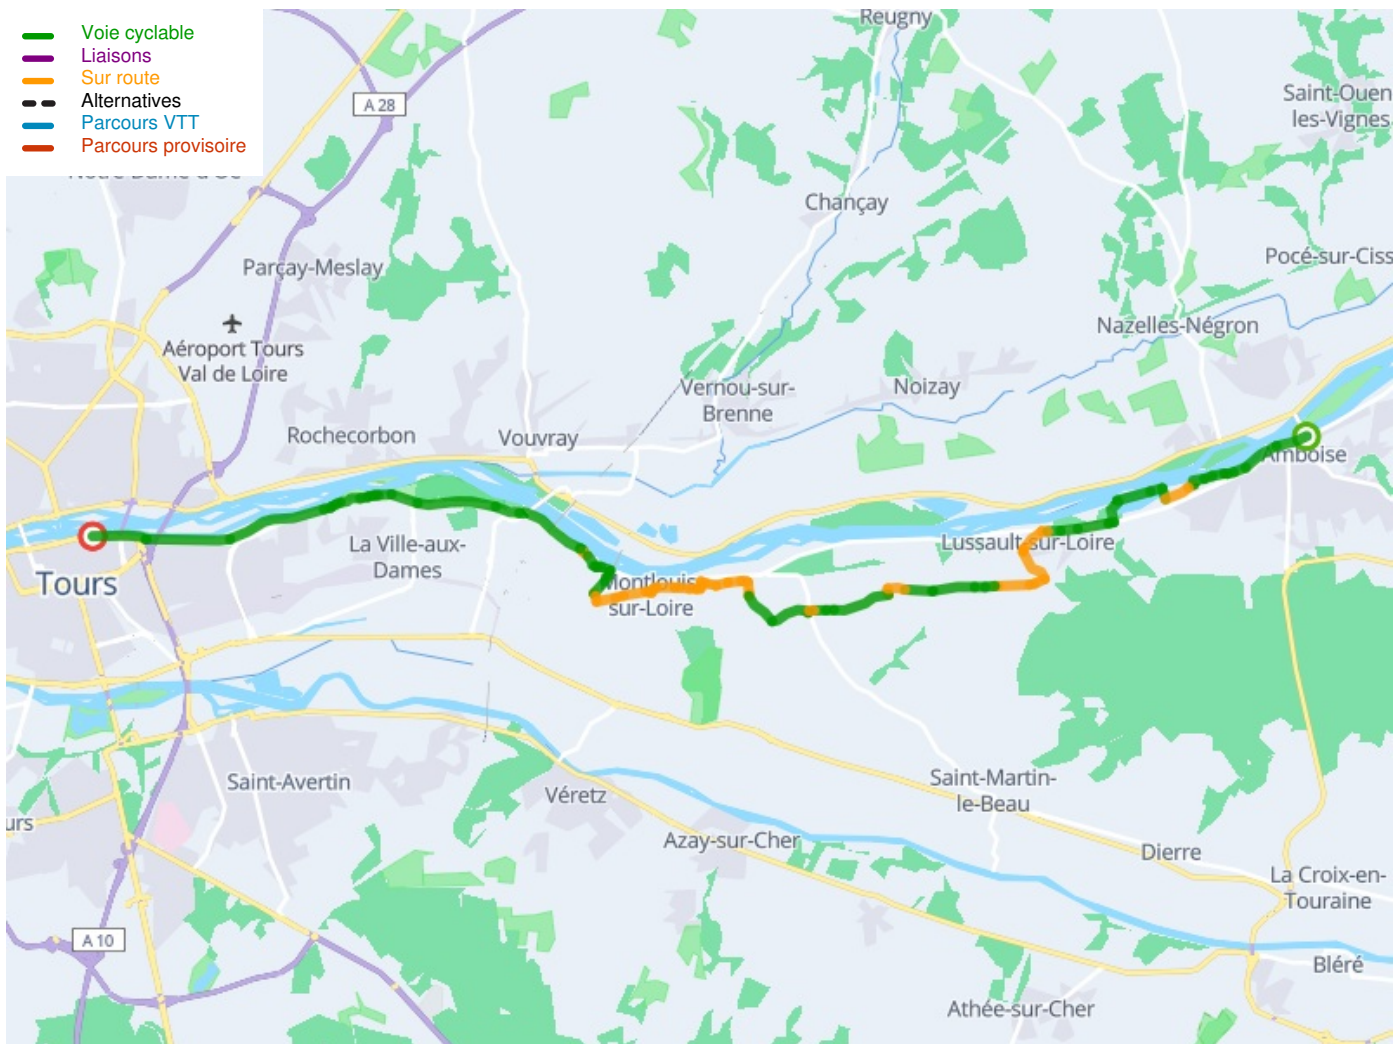 Voie cyclable
Liaisons
Sur route
Alternatives
Parcours VTT
Parcours provisoire
Reugny
A 28
Saint-Ouen
les-Vignes
Chançay
Parçay-Meslay
Pocé-sur-Ciss
Nazelles-Négron
Aéroport Tours
Val de Loire
Vernou-sur-
Brenne
Noizay
Rochecorbon
Vouvray
Amboise
La Ville-aux-
Dames
Lussault-sur-Loire
Tours
Montlouis
sur-Loire
Saint-Avertin
Véretz
Saint-Martin-
le-Beau
urs
Azay-sur-Cher
Dierre
La Croix-en-
Touraine
A 10
Bléré
Athée-sur-Cher